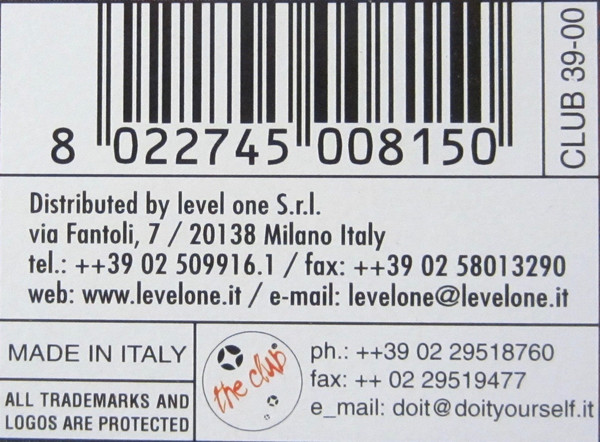 CLUB 39-00
8 022745 008150
Distributed by level one S.r.l.
via Fantoli, 7 / 20138 Milano Italy
tel.: ++39 02 509916.1 / fax: ++39 02 58013290
web: www.levelone.it / e-mail: levelone@levelone.it
MADE IN ITALY
ALL TRADEMARKS AND
LOGOS ARE PROTECTED
the club
ph.: ++39 02 29518760
fax: ++ 02 29519477
e_mail: doit@doityourself.it